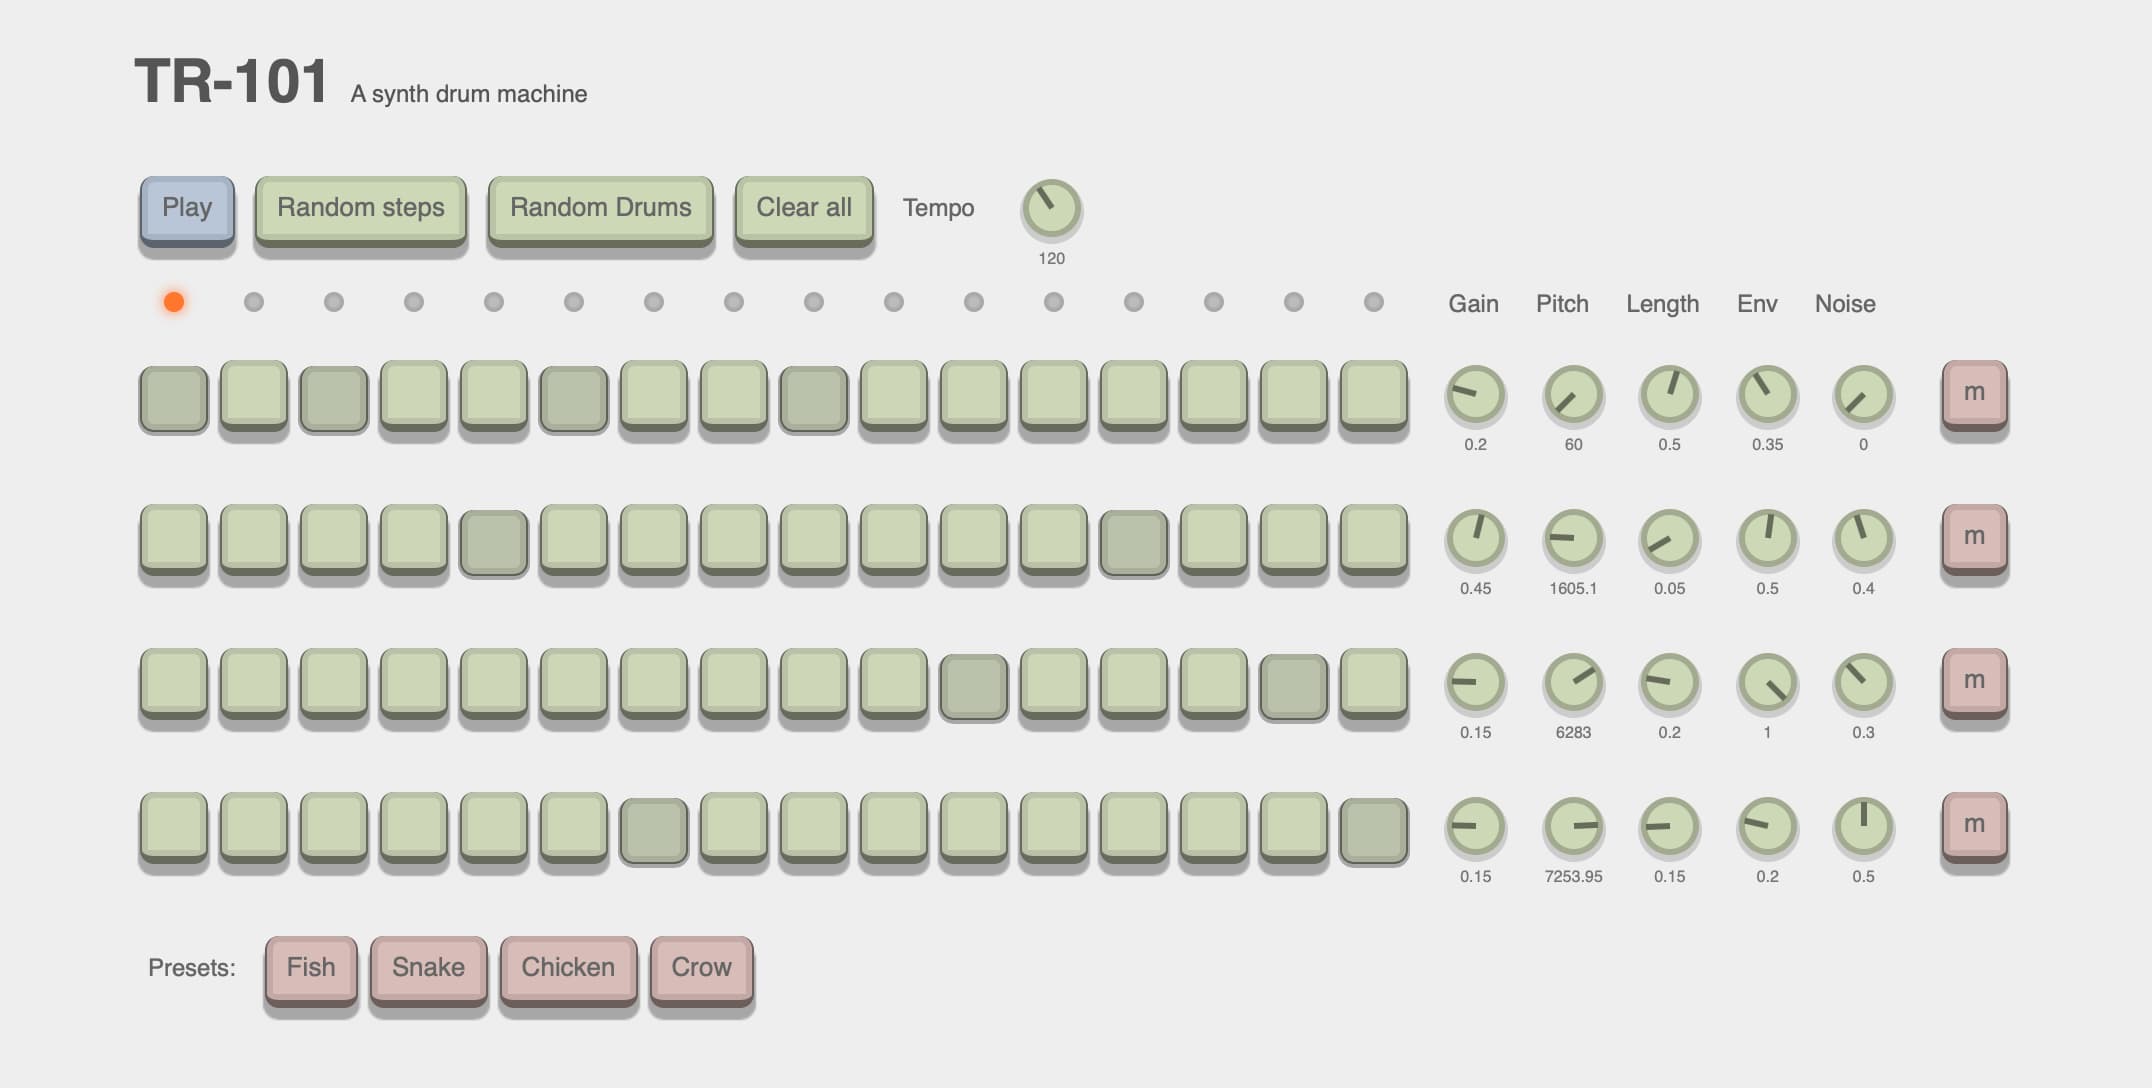 TR-101 A synth drum machine
Play Random steps Random Drums Clear all Tempo
120
Gain Pitch Length Env Noise
m
0.2 60 0.5 0.35 0
m
0.45 1605.1 0.05 0.5 0.4
m
0.15 6283 0.2 1 0.3
m
0.15 7253.95 0.15 0.2 0.5
Presets: Fish Snake Chicken Crow